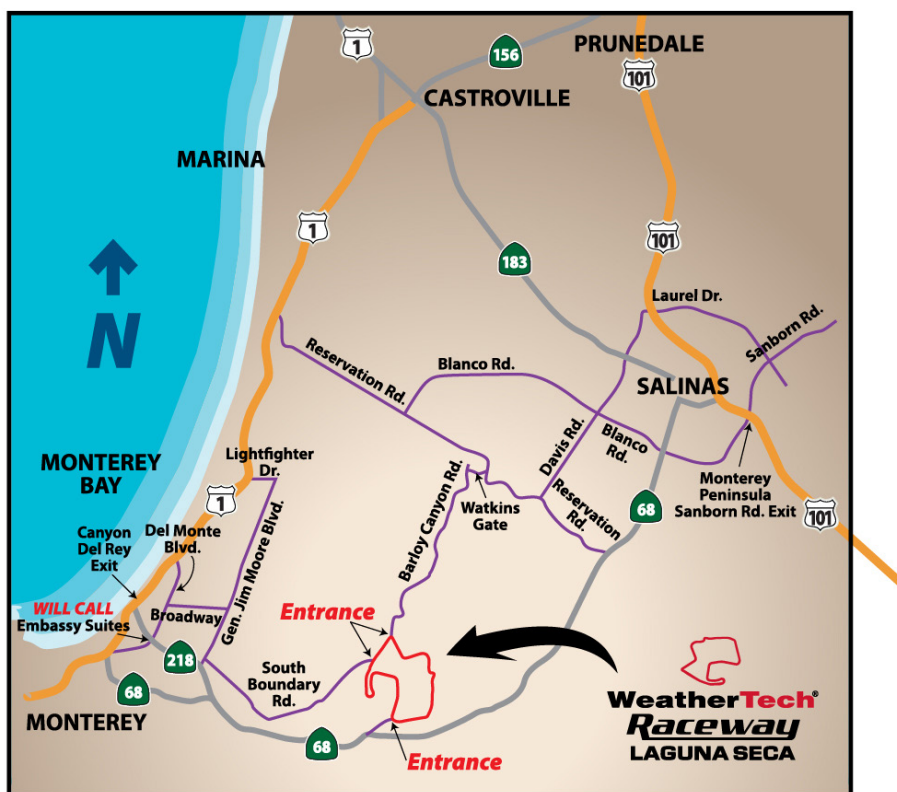 1
156
PRUNEDALE
101
CASTROVILLE
MARINA
1
101
183
N
Laurel Dr.
Sanborn Rd.
Reservation Rd.
Blanco Rd.
SALINAS
Davis Rd.
Blanco
Rd.
Lightfighter
Dr.
MONTEREY
BAY
1
Barloy Canyon Rd.
Watkins
Gate
Reservation
Rd.
68
Monterey
Peninsula
Sanborn Rd. Exit
101
Canyon
Del Rey
Exit
Del Monte
Blvd.
Gen. Jim Moore Blvd.
WILL CALL
Embassy Suites
Broadway
Entrance
218
South
Boundary
Rd.
68
MONTEREY
68
Entrance
WeatherTech®
Raceway
LAGUNA SECA